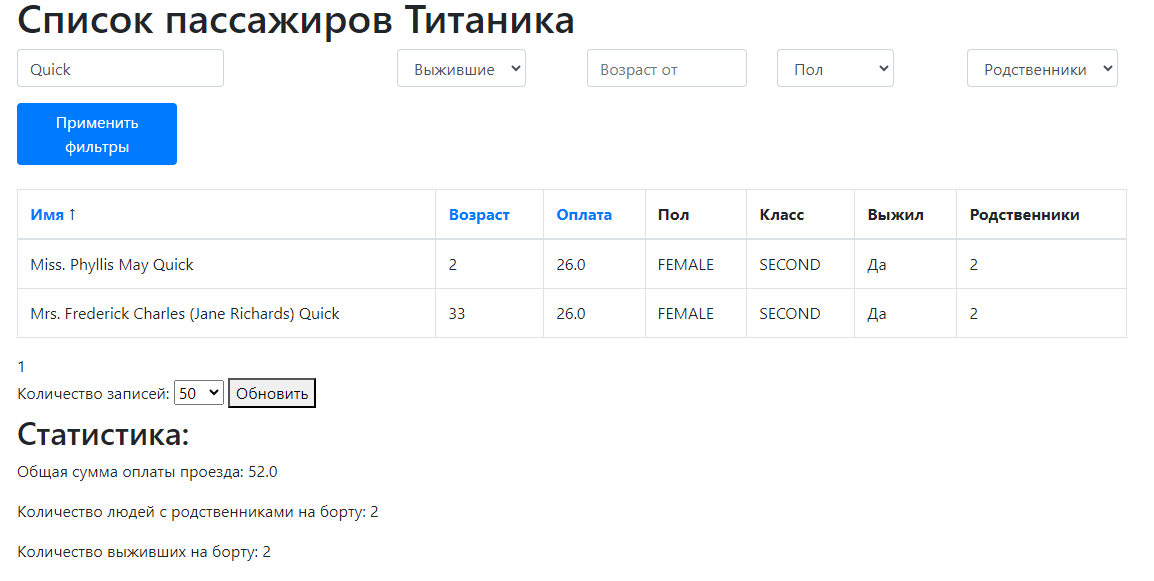 Список пассажиров Титаника
Quick Выжившие Возраст от Пол Родственники
Применить
фильтры
Имя ↑ Возраст Оплата Пол Класс Выжил Родственники
Miss. Phyllis May Quick 2 26.0 FEMALE SECOND Да 2
Mrs. Frederick Charles (Jane Richards) Quick 33 26.0 FEMALE SECOND Да 2
1
Количество записей: 50 Обновить
Статистика:
Общая сумма оплаты проезда: 52.0
Количество людей с родственниками на борту: 2
Количество выживших на борту: 2